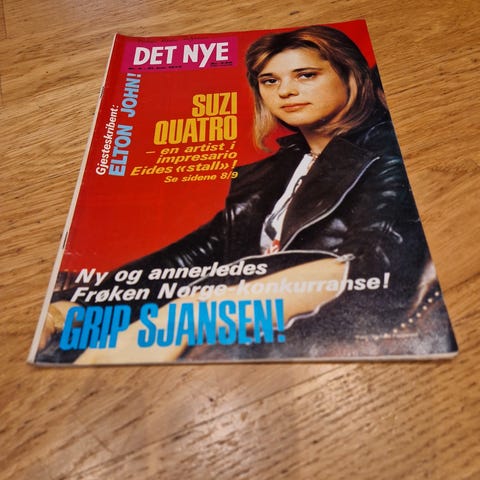 DET NYE
Gjesteskribent:
ELTON JOHN!
SUZI
QUATRO
– en artist i
impresario
Eides «stall»!
Se sidene 8/9
Ny og annerledes
Frøken Norge-konkurranse!
GRIP SJANSEN!